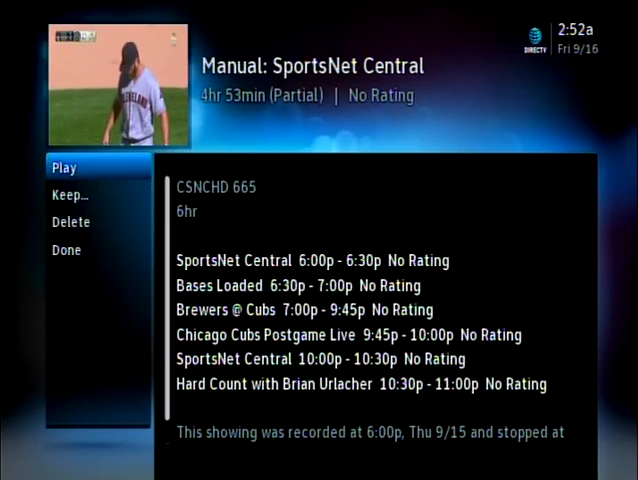 2:52a
DIRECTV
Fri 9/16
CLEVELAND
Manual: SportsNet Central
4hr 53min (Partial) | No Rating
Play
Keep...
Delete
Done
CSNCHD 665
6hr
SportsNet Central 6:00p - 6:30p No Rating
Bases Loaded 6:30p - 7:00p No Rating
Brewers @ Cubs 7:00p - 9:45p No Rating
Chicago Cubs Postgame Live 9:45p - 10:00p No Rating
SportsNet Central 10:00p - 10:30p No Rating
Hard Count with Brian Urlacher 10:30p - 11:00p No Rating
This showing was recorded at 6:00p, Thu 9/15 and stopped at